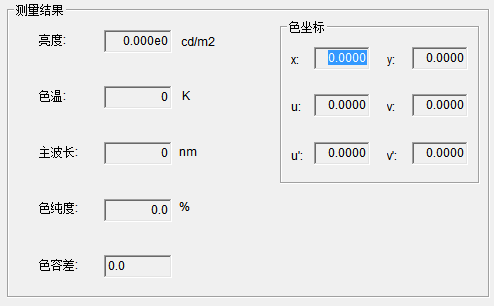 测量结果
亮度: 0.000e0 cd/m2
色温: 0 K
主波长: 0 nm
色纯度: 0.0 %
色容差: 0.0
色坐标
x: 0.0000 y: 0.0000
u: 0.0000 v: 0.0000
u': 0.0000 v': 0.0000